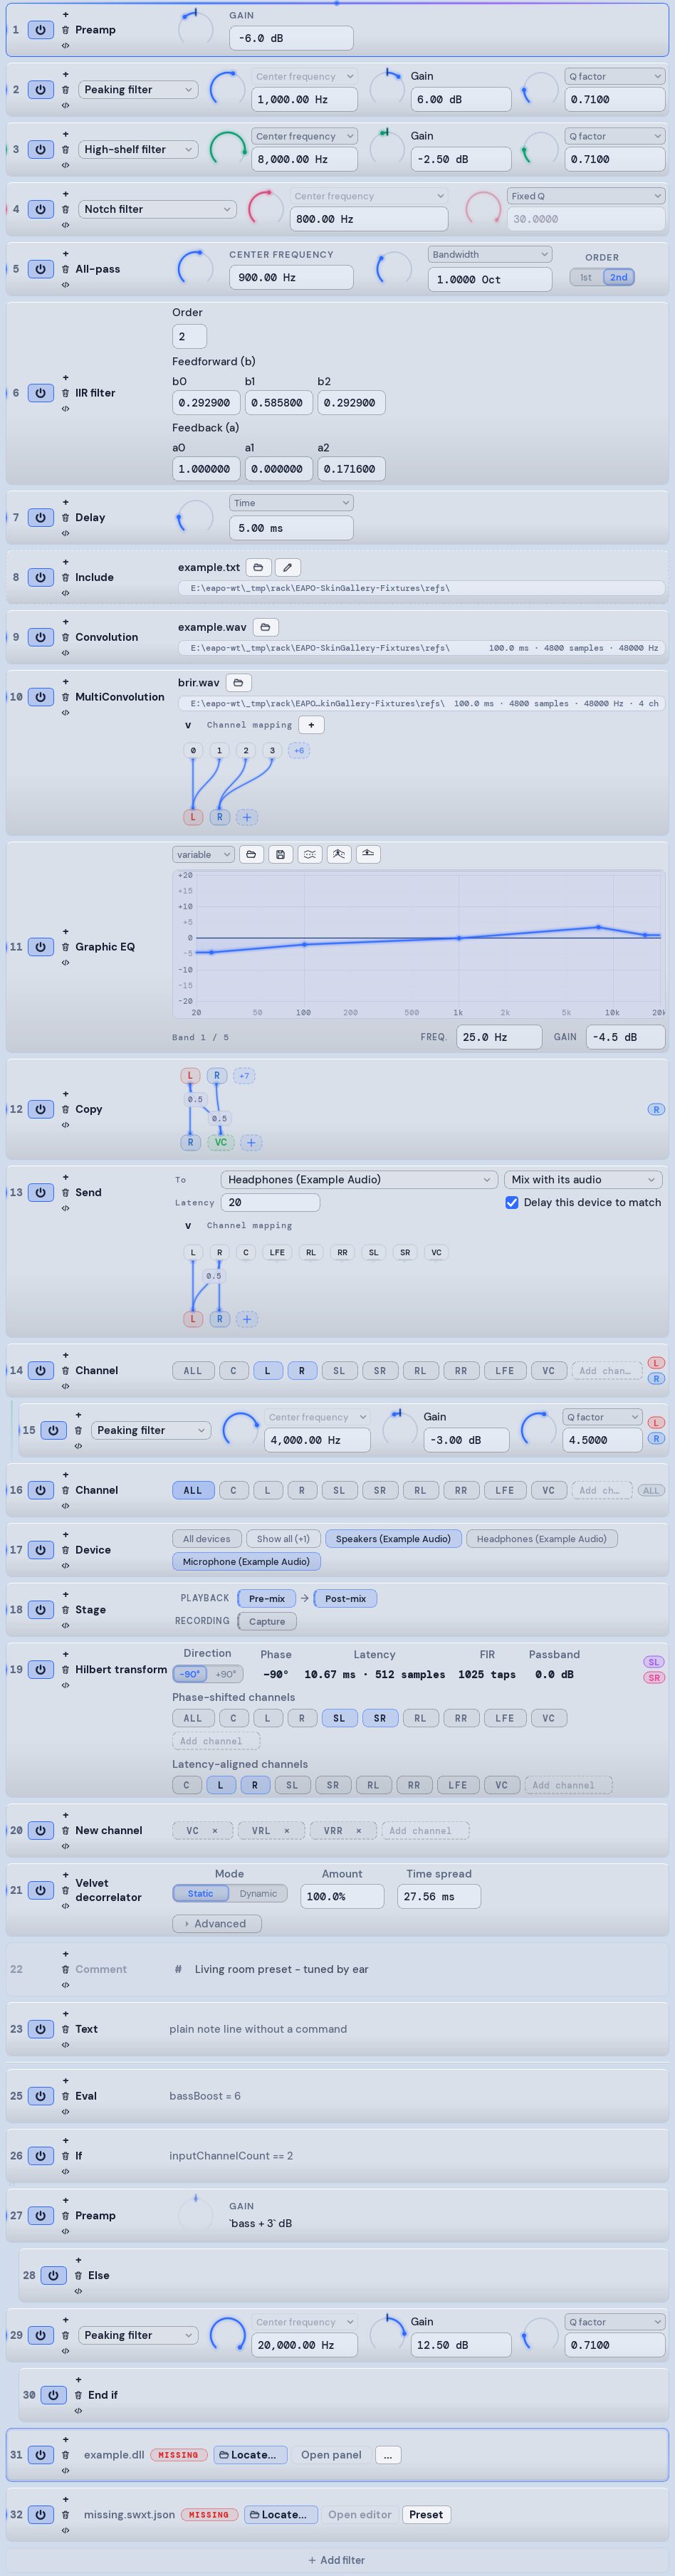 1 Preamp GAIN -6.0 dB
2 Peaking filter Center frequency 1,000.00 Hz Gain 6.00 dB Q factor 0.7100
3 High-shelf filter Center frequency 8,000.00 Hz Gain -2.50 dB Q factor 0.7100
4 Notch filter Center frequency 800.00 Hz Fixed Q 30.0000
5 All-pass CENTER FREQUENCY 900.00 Hz Bandwidth 1.0000 Oct ORDER 1st 2nd
Order
2
Feedforward (b)
b0 b1 b2
6 IIR filter 0.292900 0.585800 0.292900
Feedback (a)
a0 a1 a2
1.000000 0.000000 0.171600
7 Delay Time 5.00 ms
8 Include example.txt
E:\eapo-wt\_tmp\rack\EAPO-SkinGallery-Fixtures\refs\
9 Convolution example.wav
E:\eapo-wt\_tmp\rack\EAPO-SkinGallery-Fixtures\refs\ 100.0 ms · 4800 samples · 48000 Hz
10 MultiConvolution brir.wav
E:\eapo-wt\_tmp\rack\EAPO…kinGallery-Fixtures\refs\ 100.0 ms · 4800 samples · 48000 Hz · 4 ch
v Channel mapping +
0 1 2 3 +6
L R +
variable
+20
+15
+10
+5
0
-5
-10
-15
-20
20 50 100 200 500 1k 2k 5k 10k 20k
11 Graphic EQ
Band 1 / 5 FREQ. 25.0 Hz GAIN -4.5 dB
L R +7
0.5
0.5
12 Copy R
R VC +
13 Send To Headphones (Example Audio) Mix with its audio
Latency 20 Delay this device to match
v Channel mapping
L R C LFE RL RR SL SR VC
0.5
L R +
14 Channel ALL C L R SL SR RL RR LFE VC Add chan… L R
15 Peaking filter Center frequency 4,000.00 Hz Gain -3.00 dB Q factor 4.5000 L R
16 Channel ALL C L R SL SR RL RR LFE VC Add ch… ALL
17 Device All devices Show all (+1) Speakers (Example Audio) Headphones (Example Audio)
Microphone (Example Audio)
18 Stage PLAYBACK Pre-mix → Post-mix
RECORDING Capture
Direction Phase Latency FIR Passband
19 Hilbert transform -90° +90° −90° 10.67 ms · 512 samples 1025 taps 0.0 dB SL SR
Phase-shifted channels
ALL C L R SL SR RL RR LFE VC
Add channel
Latency-aligned channels
C L R SL SR RL RR LFE VC Add channel
20 New channel VC × VRL × VRR × Add channel
Mode Amount Time spread
21 Velvet decorrelator Static Dynamic 100.0% 27.56 ms
Advanced
22 Comment # Living room preset - tuned by ear
23 Text plain note line without a command
25 Eval bassBoost = 6
26 If inputChannelCount == 2
27 Preamp GAIN `bass + 3` dB
28 Else
29 Peaking filter Center frequency 20,000.00 Hz Gain 12.50 dB Q factor 0.7100
30 End if
31 example.dll MISSING Locate... Open panel ...
32 missing.swxt.json MISSING Locate... Open editor Preset
+ Add filter